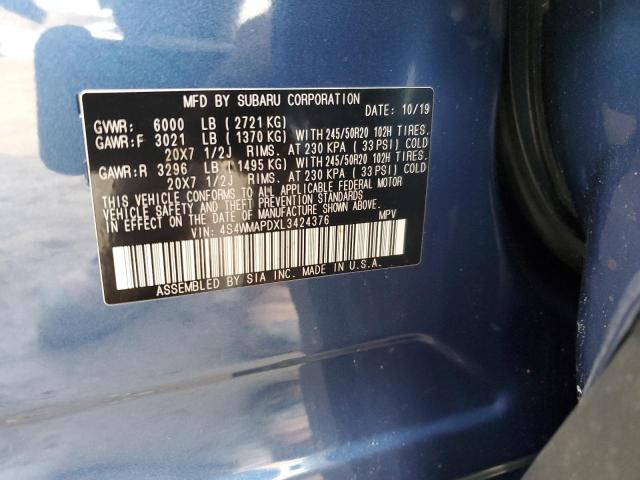 MFD BY SUBARU CORPORATION
DATE: 10/19
GVWR: 6000 LB ( 2721 KG)
GAWR:F 3021 LB ( 1370 KG) WITH 245/50R20 102H TIRES.
20X7 1/2J RIMS. AT 230 KPA ( 33 PSI) COLD
GAWR:R 3296 LB ( 1495 KG) WITH 245/50R20 102H TIRES.
20X7 1/2J RIMS. AT 230 KPA ( 33 PSI) COLD
THIS VEHICLE CONFORMS TO ALL APPLICABLE FEDERAL MOTOR
VEHICLE SAFETY AND THEFT PREVENTION STANDARDS
IN EFFECT ON THE DATE OF MANUFACTURE SHOWN ABOVE.
VIN: 4S4WMAPDXL3424376 MPV
ASSEMBLED BY SIA INC. MADE IN U.S.A.